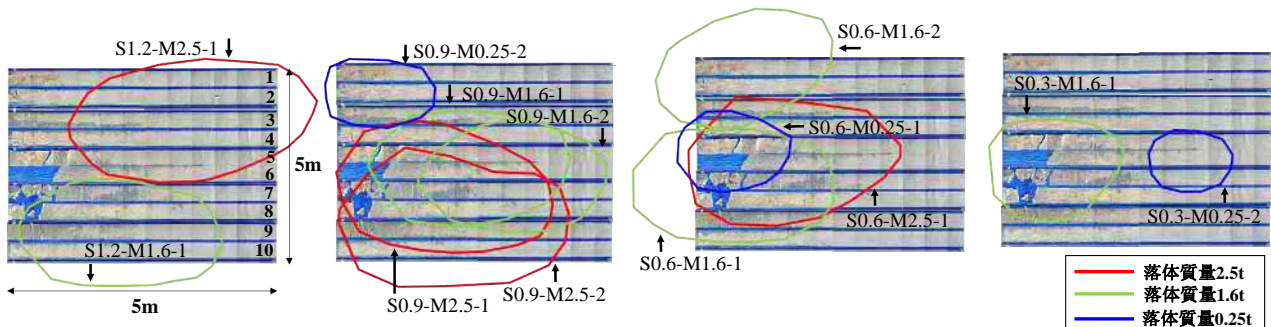 S1.2-M2.5-1
1
2
3
4
5
6
7
8
9
10
5m
S1.2-M1.6-1
5m
S0.9-M0.25-2
S0.9-M1.6-1
S0.9-M1.6-2
S0.9-M2.5-1
S0.9-M2.5-2
S0.6-M1.6-2
S0.6-M0.25-1
S0.6-M2.5-1
S0.6-M1.6-1
S0.3-M1.6-1
S0.3-M0.25-2
落体質量2.5t
落体質量1.6t
落体質量0.25t